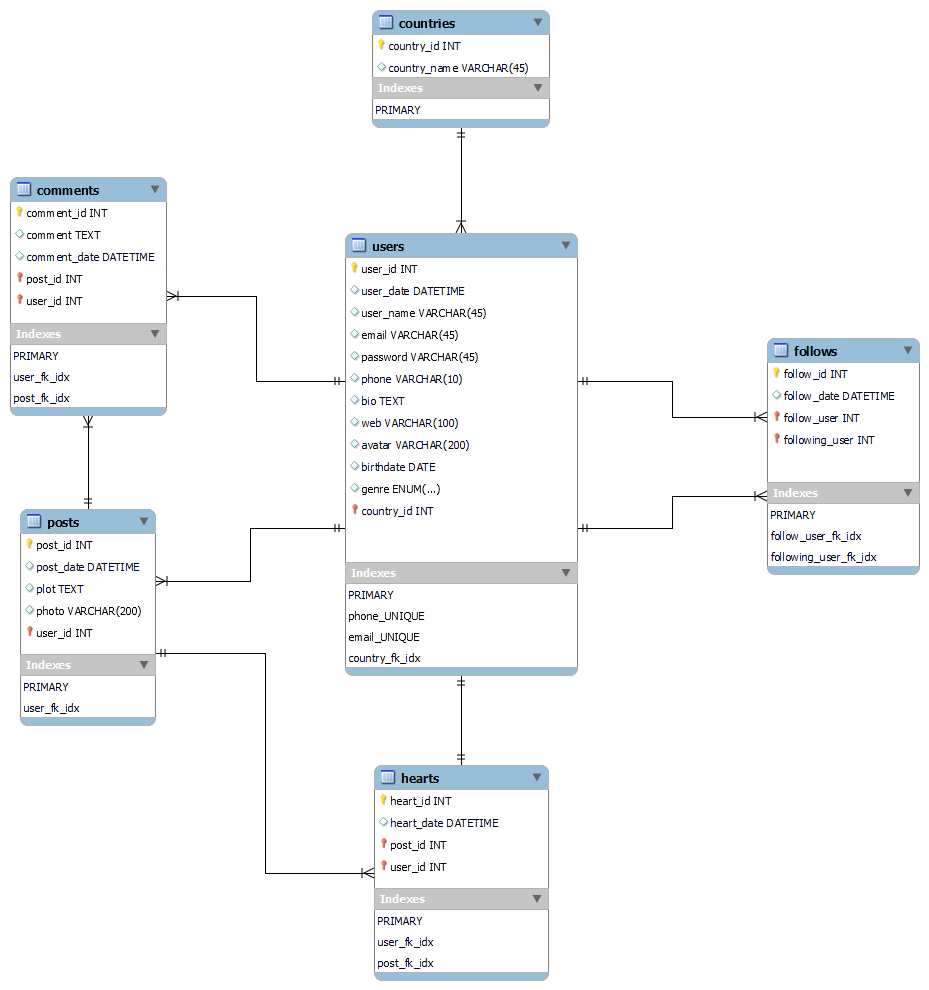 countries
country_id INT
country_name VARCHAR(45)
Indexes
PRIMARY
comments
comment_id INT
comment TEXT
comment_date DATETIME
post_id INT
user_id INT
Indexes
PRIMARY
user_fk_idx
post_fk_idx
users
user_id INT
user_date DATETIME
user_name VARCHAR(45)
email VARCHAR(45)
password VARCHAR(45)
phone VARCHAR(10)
bio TEXT
web VARCHAR(100)
avatar VARCHAR(200)
birthdate DATE
genre ENUM(...)
country_id INT
Indexes
PRIMARY
phone_UNIQUE
email_UNIQUE
country_fk_idx
follows
follow_id INT
follow_date DATETIME
follow_user INT
following_user INT
Indexes
PRIMARY
follow_user_fk_idx
following_user_fk_idx
posts
post_id INT
post_date DATETIME
plot TEXT
photo VARCHAR(200)
user_id INT
Indexes
PRIMARY
user_fk_idx
hearts
heart_id INT
heart_date DATETIME
post_id INT
user_id INT
Indexes
PRIMARY
user_fk_idx
post_fk_idx